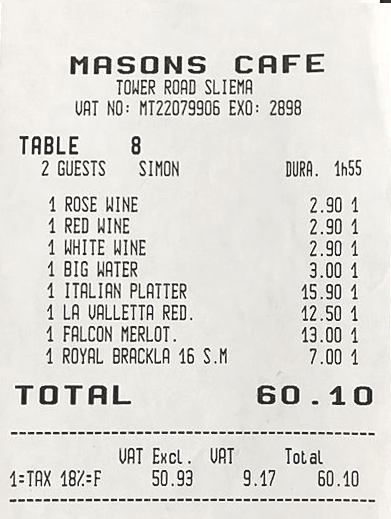 MASONS CAFE
TOWER ROAD SLIEMA
VAT NO: MT22079906 EXO: 2898
TABLE 8
2 GUESTS SIMON DURA. 1h55
1 ROSE WINE 2.90 1
1 RED WINE 2.90 1
1 WHITE WINE 2.90 1
1 BIG WATER 3.00 1
1 ITALIAN PLATTER 15.90 1
1 LA VALLETTA RED. 12.50 1
1 FALCON MERLOT. 13.00 1
1 ROYAL BRACKLA 16 S.M 7.00 1
TOTAL 60.10
VAT Excl. VAT Total
1=TAX 18%=F 50.93 9.17 60.10